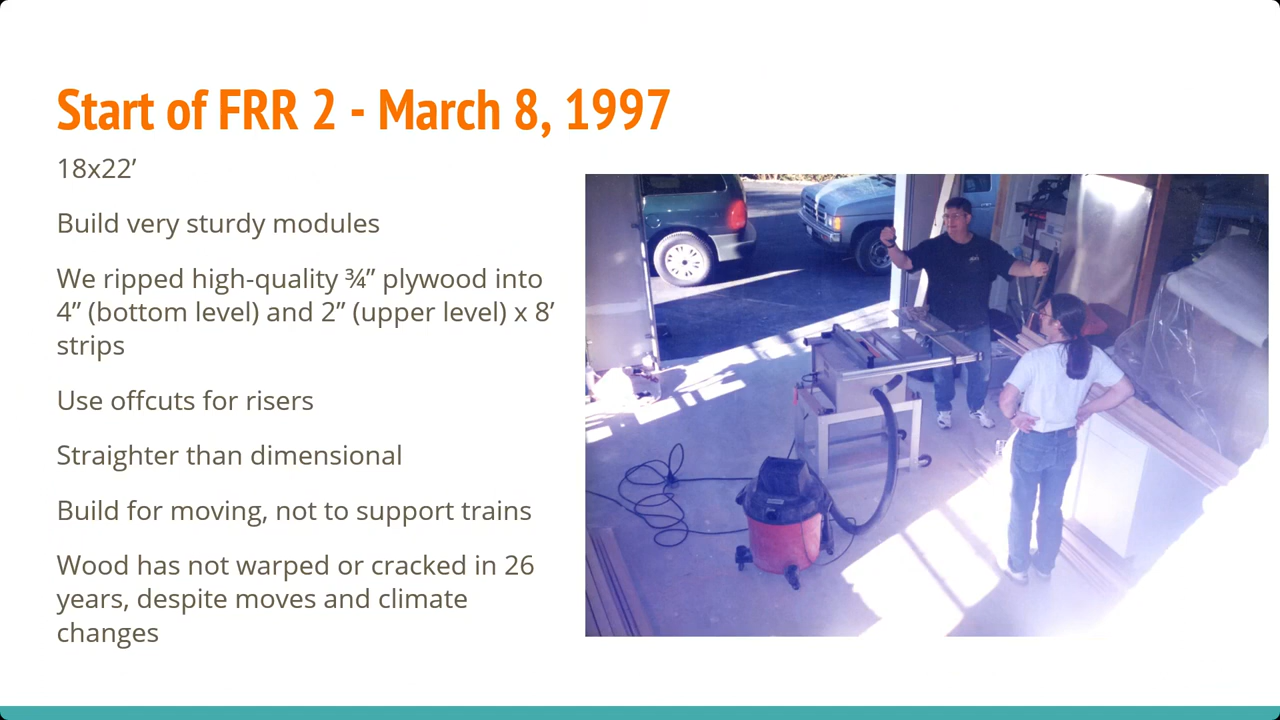 Start of FRR 2 - March 8, 1997
18x22’
Build very sturdy modules
We ripped high-quality ¾” plywood into
4” (bottom level) and 2” (upper level) x 8’
strips
Use offcuts for risers
Straighter than dimensional
Build for moving, not to support trains
Wood has not warped or cracked in 26
years, despite moves and climate
changes